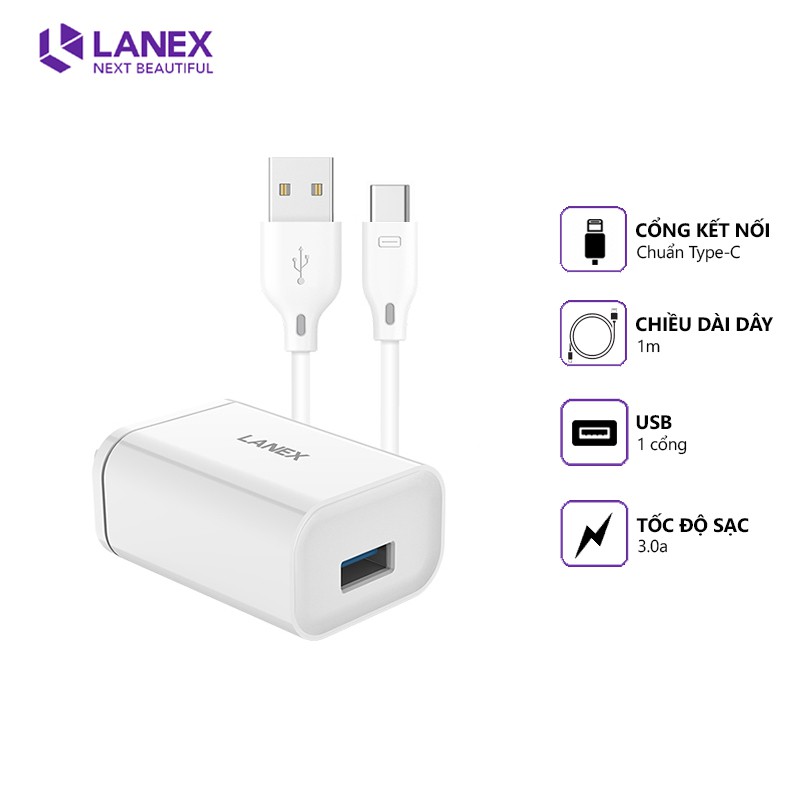 LANEX
NEXT BEAUTIFUL
LANEX
CỔNG KẾT NỐI
Chuẩn Type-C
CHIỀU DÀI DÂY
1m
USB
1 cổng
TỐC ĐỘ SẠC
3.0a